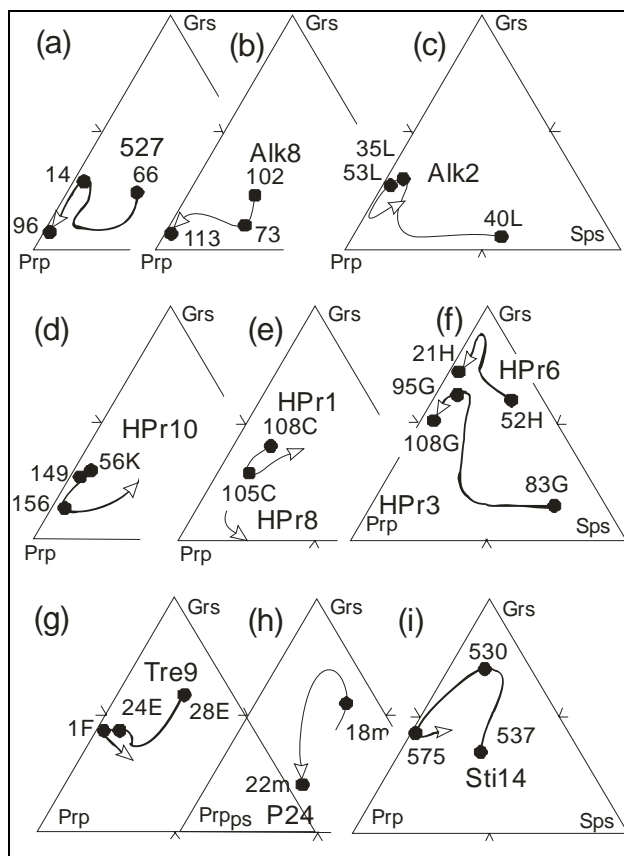 (a)
Grs
527
14
66
96
Prp
(b)
Grs
Alk8
102
73
113
Prp
(c)
Grs
35L
53L
Alk2
40L
Prp
Sps
(d)
Grs
HPr10
149
56K
156
Prp
(e)
Grs
HPr1
108C
105C
HPr8
Prp
(f)
Grs
21H
HPr6
95G
52H
108G
83G
HPr3
Prp
Sps
(g)
Grs
Tre9
24E
1F
28E
Prp
ps
(h)
Grs
18m
22m
Prp
P24
(i)
Grs
530
537
575
Sti14
Prp
Sps